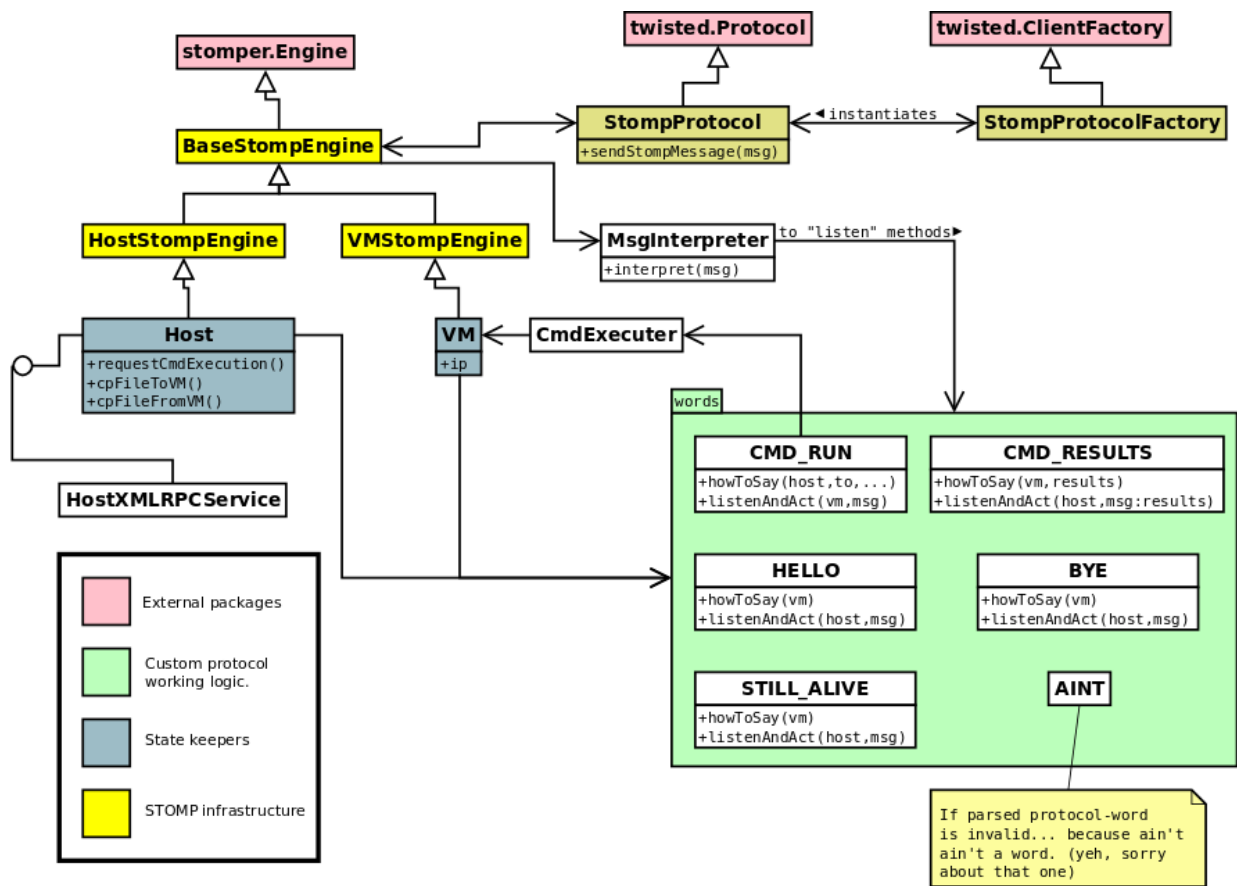 twisted.Protocol
twisted.ClientFactory
stomper.Engine
StompProtocol
+sendStompMessage(msg)
◄ instantiates
StompProtocolFactory
BaseStompEngine
HostStompEngine
VMStompEngine
MsgInterpreter
+interpret(msg)
to "listen" methods►
Host
+requestCmdExecution()
+cpFileToVM()
+cpFileFromVM()
VM
+ip
CmdExecuter
HostXMLRPCService
words
CMD_RUN
+howToSay(host,to,...)
+listenAndAct(vm,msg)
CMD_RESULTS
+howToSay(vm,results)
+listenAndAct(host,msg:results)
HELLO
+howToSay(vm)
+listenAndAct(host,msg)
BYE
+howToSay(vm)
+listenAndAct(host,msg)
STILL_ALIVE
+howToSay(vm)
+listenAndAct(host,msg)
AINT
If parsed protocol-word
is invalid... because ain't
ain't a word. (yeh, sorry
about that one)
External packages
Custom protocol
working logic.
State keepers
STOMP infrastructure